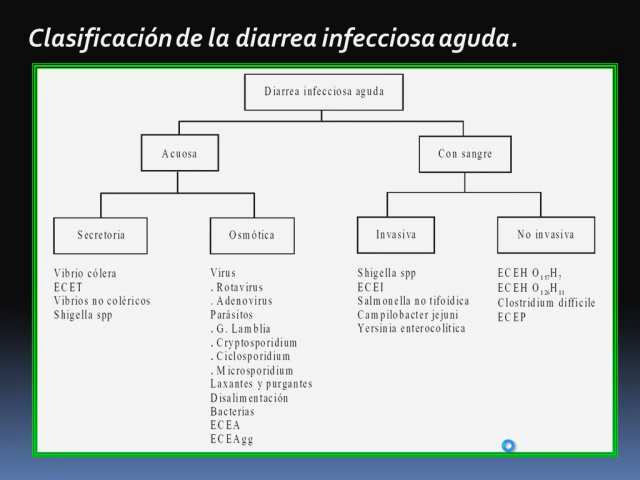 Clasificación de la diarrea infecciosa aguda.
Diarrea infecciosa aguda
Acuosa
Con sangre
Secretoria
Osmótica
Invasiva
No invasiva
Vibrio cólera
ECET
Vibrios no coléricos
Shigella spp
Virus
. Rotavirus
. Adenovirus
Parásitos
. G. Lamblia
. Cryptosporidium
. Ciclosporidium
. Microsporidium
Laxantes y purgantes
Disalimentación
Bacterias
ECEA
ECEAgg
Shigella spp
ECEI
Salmonella no tifoídica
Campilobacter jejuni
Yersinia enterocolítica
ECEH O157H7
ECEH O126H11
Clostridium difficile
ECEP